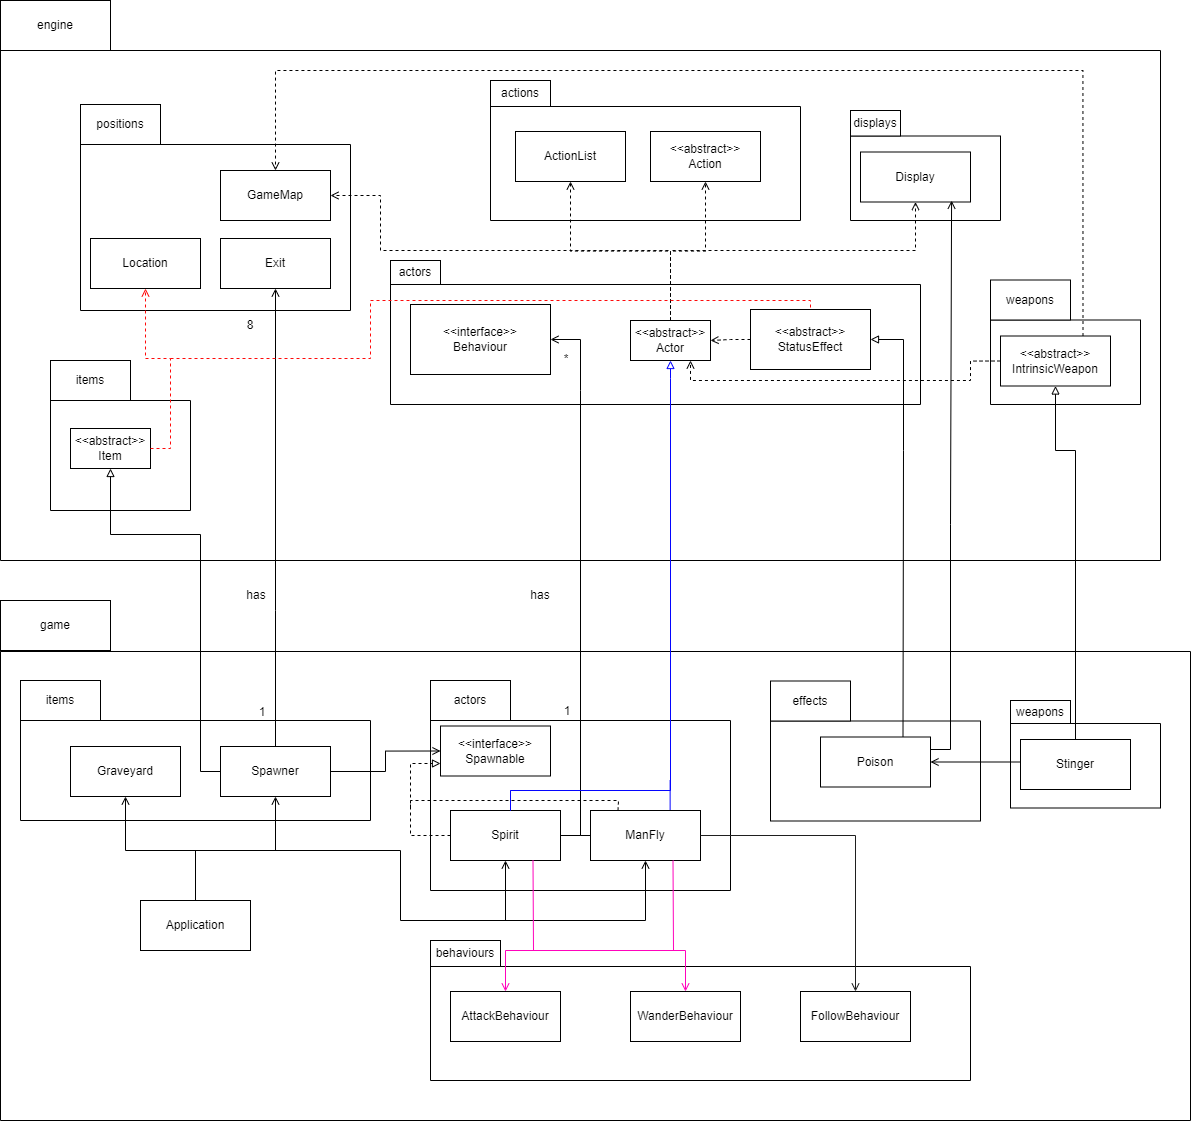 engine
actions
positions
displays
ActionList
<<abstract>>
Action
Display
GameMap
Location
Exit
actors
weapons
8
<<interface>>
Behaviour
*
<<abstract>>
Actor
<<abstract>>
StatusEffect
<<abstract>>
IntrinsicWeapon
items
<<abstract>>
Item
has
has
game
items
actors
effects
weapons
1
1
<<interface>>
Spawnable
Graveyard
Spawner
Poison
Stinger
Spirit
ManFly
Application
behaviours
AttackBehaviour
WanderBehaviour
FollowBehaviour